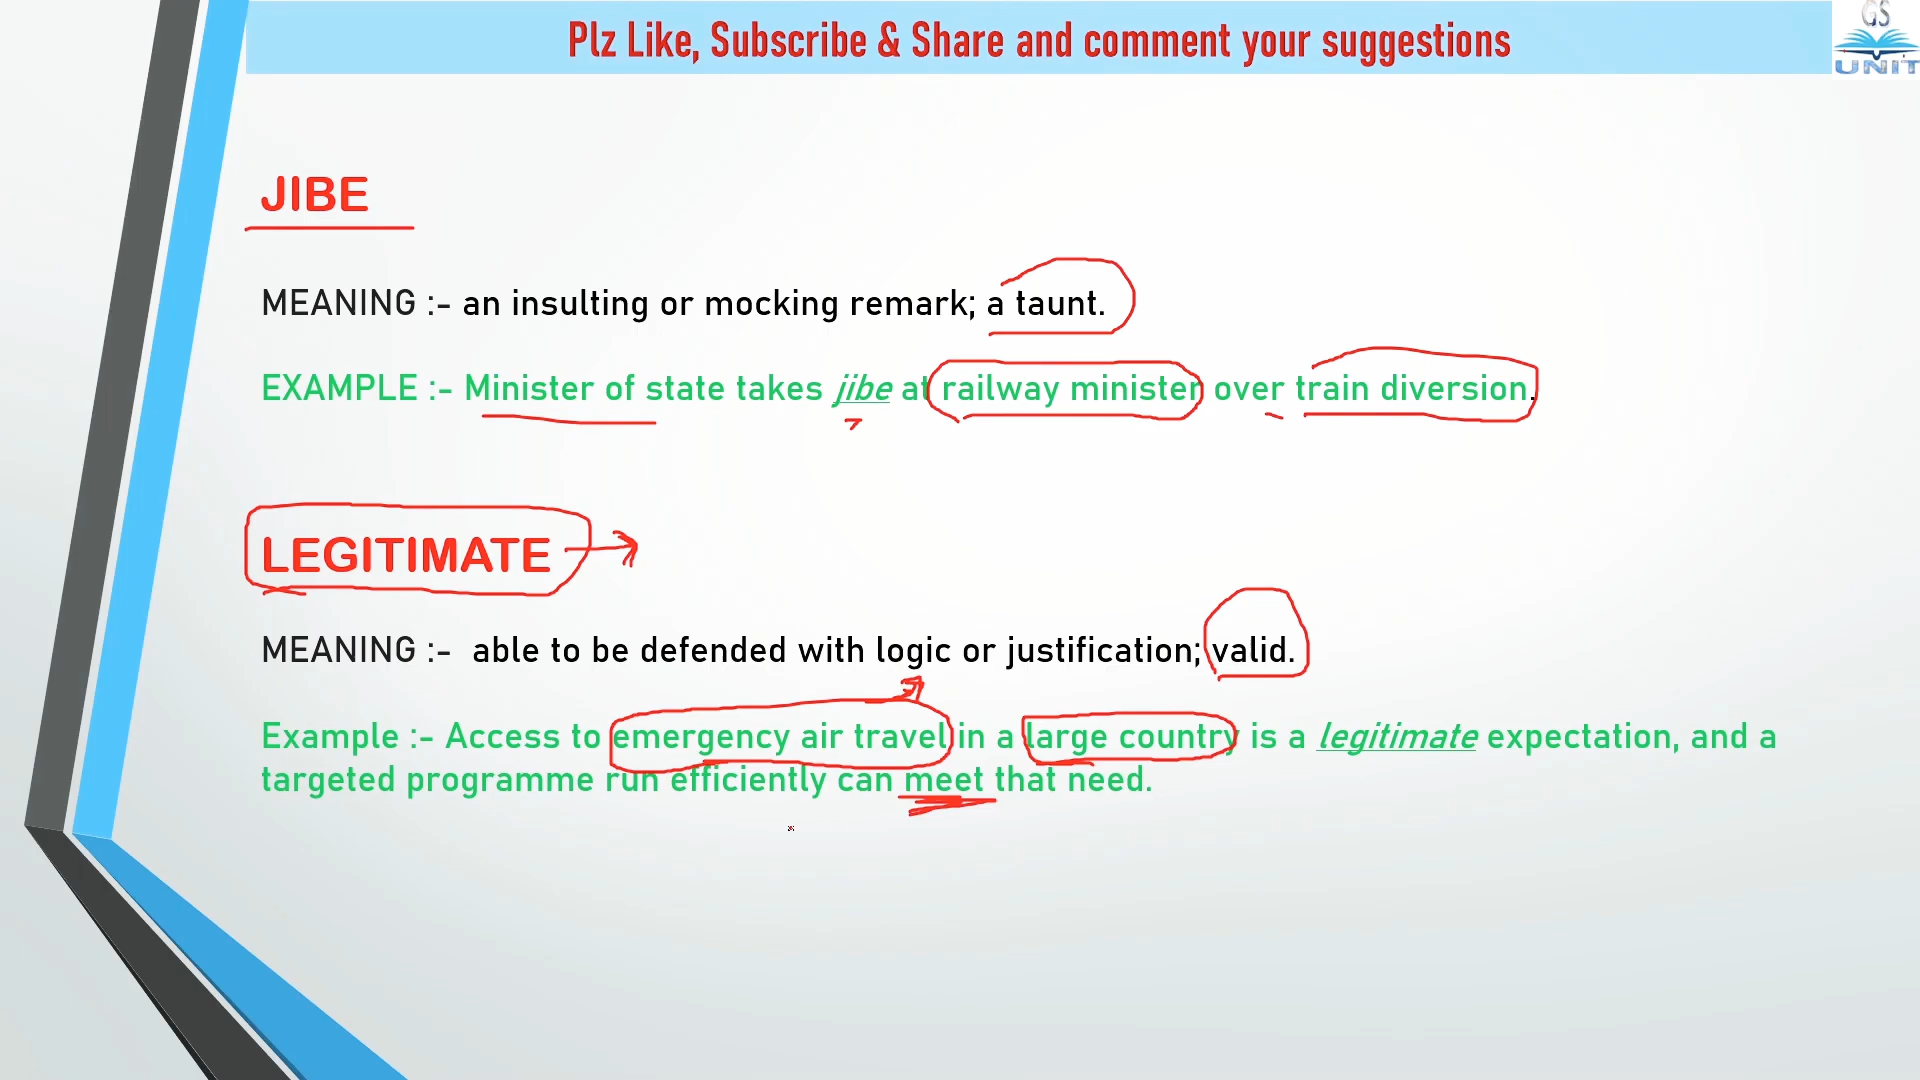 Plz Like, Subscribe & Share and comment your suggestions
GS
UNIT
JIBE
MEANING :- an insulting or mocking remark; a taunt.
EXAMPLE :- Minister of state takes jibe at railway minister over train diversion.
LEGITIMATE
MEANING :- able to be defended with logic or justification; valid.
Example :- Access to emergency air travel in a large country is a legitimate expectation, and a
targeted programme run efficiently can meet that need.